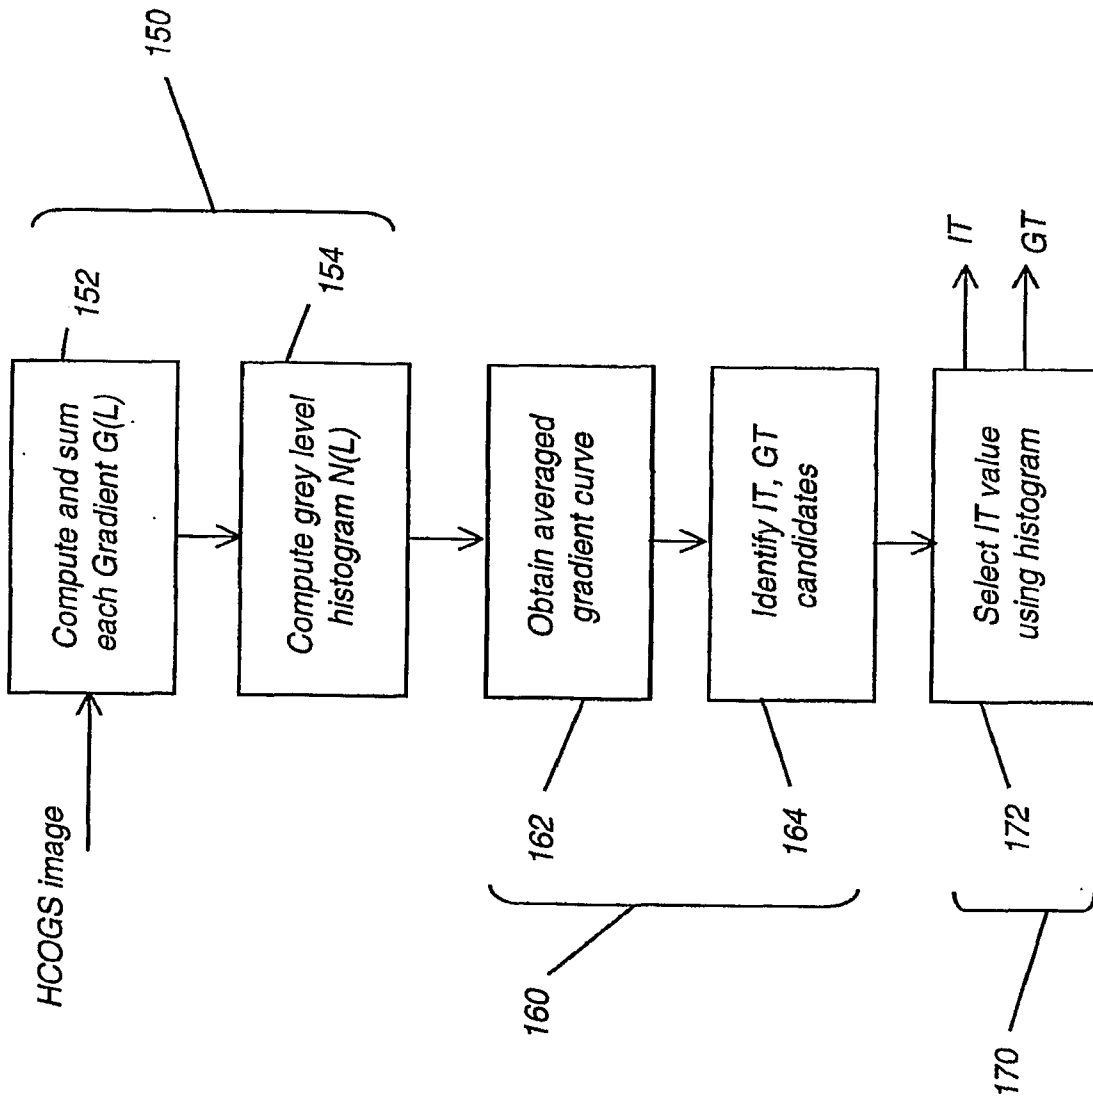 HCOGS image
Compute and sum
each Gradient G(L)
152
150
Compute grey level
histogram N(L)
154
Obtain averaged
gradient curve
162
160
Identify IT, GT
candidates
164
Select IT value
using histogram
172
170
IT
GT